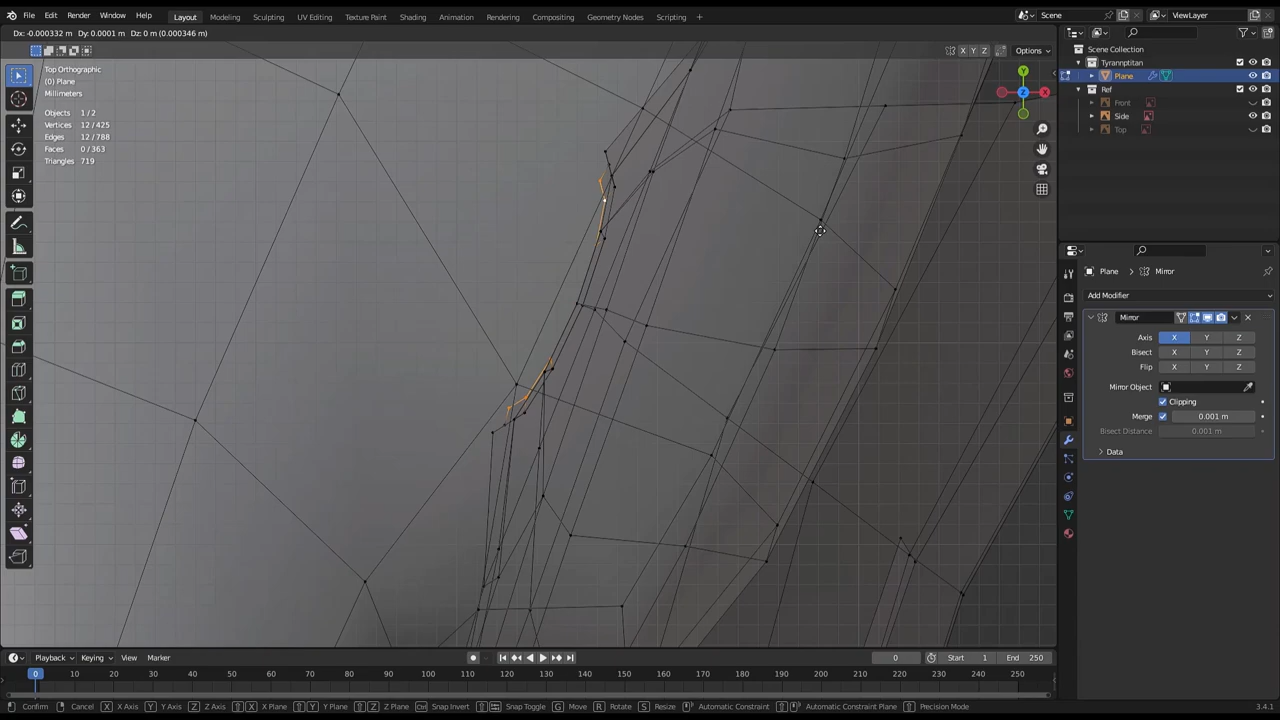 File Edit Render Window Help Layout Modeling Sculpting UV Editing Texture Paint Shading Animation Rendering Compositing Geometry Nodes Scripting + Scene ViewLayer
Dx: -0.000332 m Dy: 0.0001 m Dz: 0 m (0.000346 m)
X Y Z Options
Top Orthographic
(0) Plane
Millimeters
Objects 1 / 2
Vertices 12 / 425
Edges 12 / 788
Faces 0 / 363
Triangles 719
Y
X
Z
Scene Collection
Tyrannptitan
Plane
Ref
Front
Side
Top
Plane > Mirror
Add Modifier
Mirror
Axis X Y Z
Bisect X Y Z
Flip X Y Z
Mirror Object
Clipping
Merge 0.001 m
Bisect Distance 0.001 m
Data
Playback Keying View Marker 0 Start 1 End 250
0 10 20 30 40 50 60 70 80 90 100 110 120 130 140 150 160 170 180 190 200 210 220 230 240 250
Confirm Cancel X X Axis Y Y Axis Z Z Axis X X Plane Y Y Plane Z Z Plane Ctrl Snap Invert Snap Toggle G Move R Rotate S Resize Automatic Constraint Automatic Constraint Plane Precision Mode 3.4.1